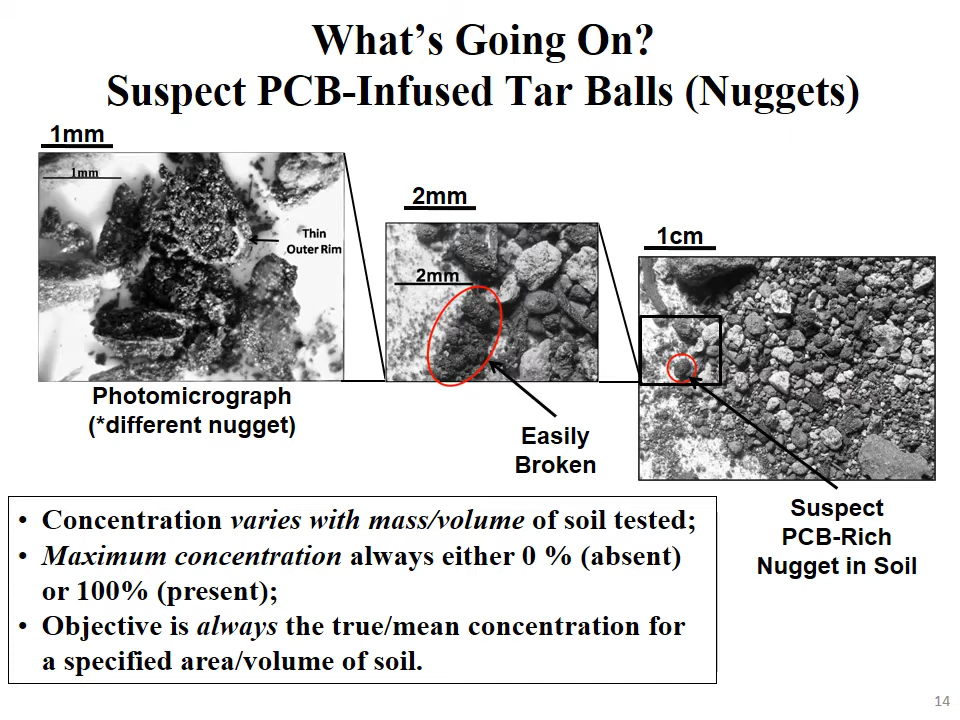 What's Going On?
Suspect PCB-Infused Tar Balls (Nuggets)
1mm
1mm
Thin
Outer Rim
Photomicrograph
(*different nugget)
2mm
2mm
Easily
Broken
1cm
Suspect
PCB-Rich
Nugget in Soil
• Concentration varies with mass/volume of soil tested;
• Maximum concentration always either 0 % (absent)
or 100% (present);
• Objective is always the true/mean concentration for
a specified area/volume of soil.
14